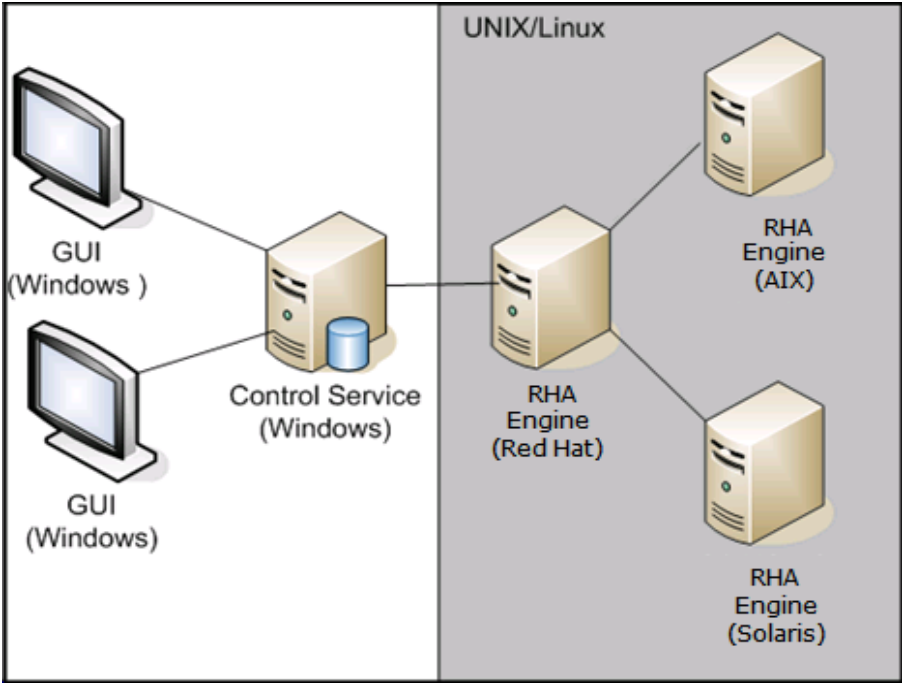 UNIX/Linux
GUI
(Windows )
GUI
(Windows)
Control Service
(Windows)
RHA
Engine
(Red Hat)
RHA
Engine
(AIX)
RHA
Engine
(Solaris)